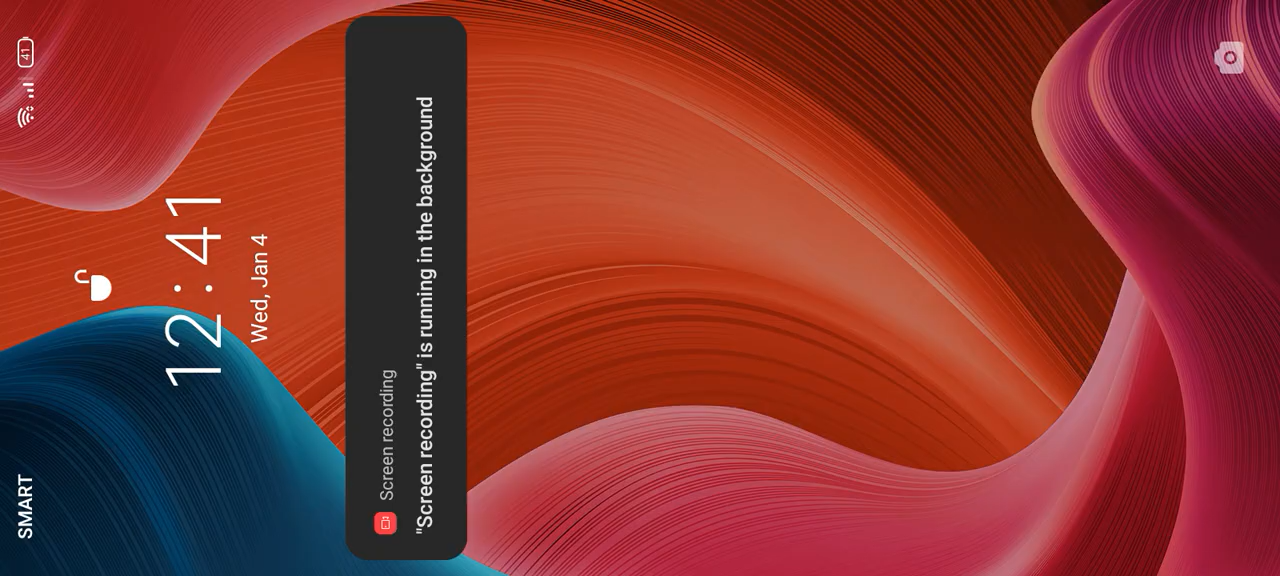 SMART
41
12:41
Wed, Jan 4
Screen recording
"Screen recording" is running in the background